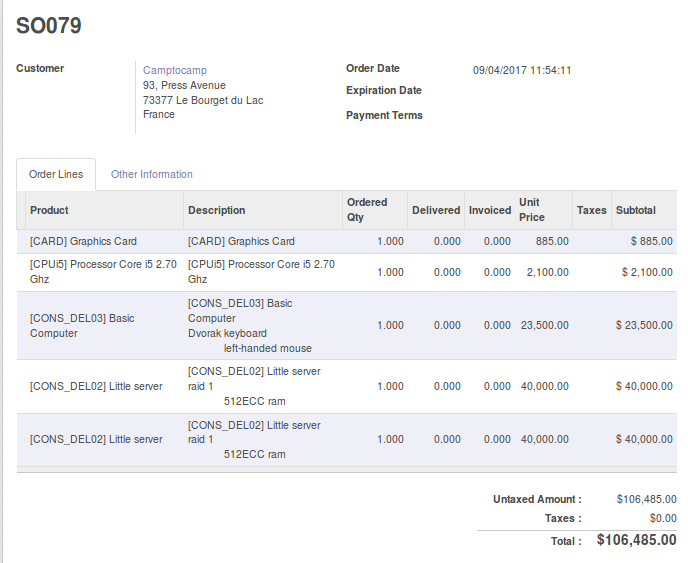 SO079
Customer
Camptocamp
93, Press Avenue
73377 Le Bourget du Lac
France
Order Date 09/04/2017 11:54:11
Expiration Date
Payment Terms
Order Lines Other Information
Product Description Ordered Qty Delivered Invoiced Unit Price Taxes Subtotal
[CARD] Graphics Card [CARD] Graphics Card 1.000 0.000 0.000 885.00 $ 885.00
[CPUi5] Processor Core i5 2.70 [CPUi5] Processor Core i5 2.70
Ghz Ghz 1.000 0.000 0.000 2,100.00 $ 2,100.00
[CONS_DEL03] Basic
[CONS_DEL03] Basic Computer
Computer Dvorak keyboard 1.000 0.000 0.000 23,500.00 $ 23,500.00
left-handed mouse
[CONS_DEL02] Little server
[CONS_DEL02] Little server raid 1 1.000 0.000 0.000 40,000.00 $ 40,000.00
512ECC ram
[CONS_DEL02] Little server
[CONS_DEL02] Little server raid 1 1.000 0.000 0.000 40,000.00 $ 40,000.00
512ECC ram
Untaxed Amount : $106,485.00
Taxes : $0.00
Total : $106,485.00